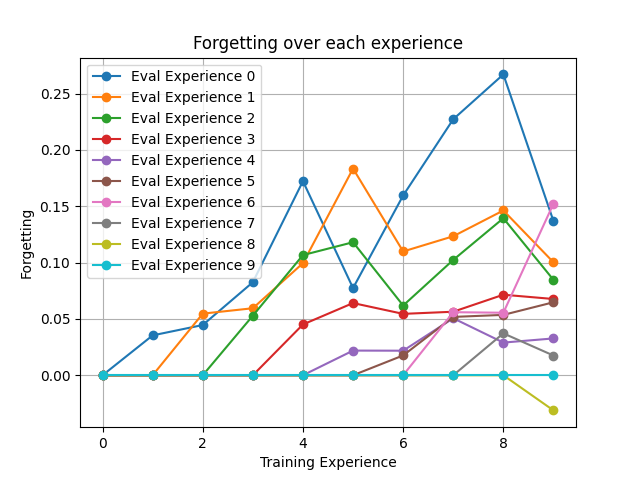 Forgetting over each experience
Eval Experience 0
Eval Experience 1
Eval Experience 2
Eval Experience 3
Eval Experience 4
Eval Experience 5
Eval Experience 6
Eval Experience 7
Eval Experience 8
Eval Experience 9
0.25
0.20
0.15
0.10
0.05
0.00
Forgetting
0 2 4 6 8
Training Experience